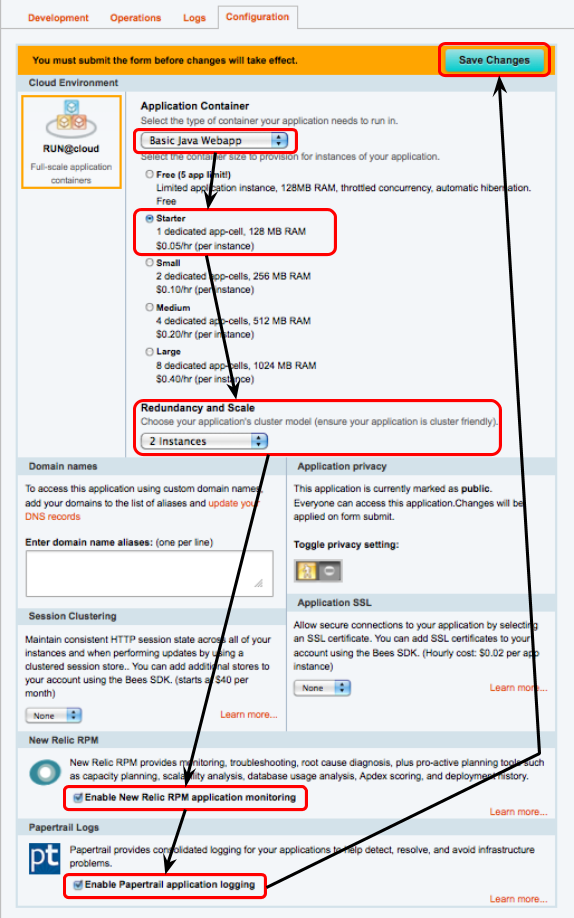 Development Operations Logs Configuration
You must submit the form before changes will take effect. Save Changes
Cloud Environment
RUN@cloud
Full-scale application
containers
Application Container
Select the type of container your application needs to run in.
Basic Java Webapp
Select the container size to provision for instances of your application.
Free (5 app limit!)
Limited application instance, 128MB RAM, throttled concurrency, automatic hibernation.
Free
Starter
1 dedicated app-cell, 128 MB RAM
$0.05/hr (per instance)
Small
2 dedicated app-cells, 256 MB RAM
$0.10/hr (per instance)
Medium
4 dedicated app-cells, 512 MB RAM
$0.20/hr (per instance)
Large
8 dedicated app-cells, 1024 MB RAM
$0.40/hr (per instance)
Redundancy and Scale
Choose your application's cluster model (ensure your application is cluster friendly).
2 Instances
Domain names
To access this application using custom domain names,
add your domains to the list of aliases and update your
DNS records
Enter domain name aliases: (one per line)
Application privacy
This application is currently marked as public.
Everyone can access this application.Changes will be
applied on form submit.
Toggle privacy setting:
Session Clustering
Maintain consistent HTTP session state across all of your
instances and when performing updates by using a
clustered session store.. You can add additional stores to
your account using the Bees SDK. (starts at $40 per
month)
None
Learn more...
Application SSL
Allow secure connections to your application by selecting
an SSL certificate. You can add SSL certificates to your
account using the Bees SDK. (Hourly cost: $0.02 per app
instance)
None
Learn more...
New Relic RPM
New Relic RPM provides monitoring, troubleshooting, root cause diagnosis, plus pro-active planning tools such
as capacity planning, scalability analysis, database usage analysis, Apdex scoring, and deployment history.
Enable New Relic RPM application monitoring
Learn more...
Papertrail Logs
pt
Papertrail provides consolidated logging for your applications to help detect, resolve, and avoid infrastructure
problems.
Enable Papertrail application logging
Learn more...